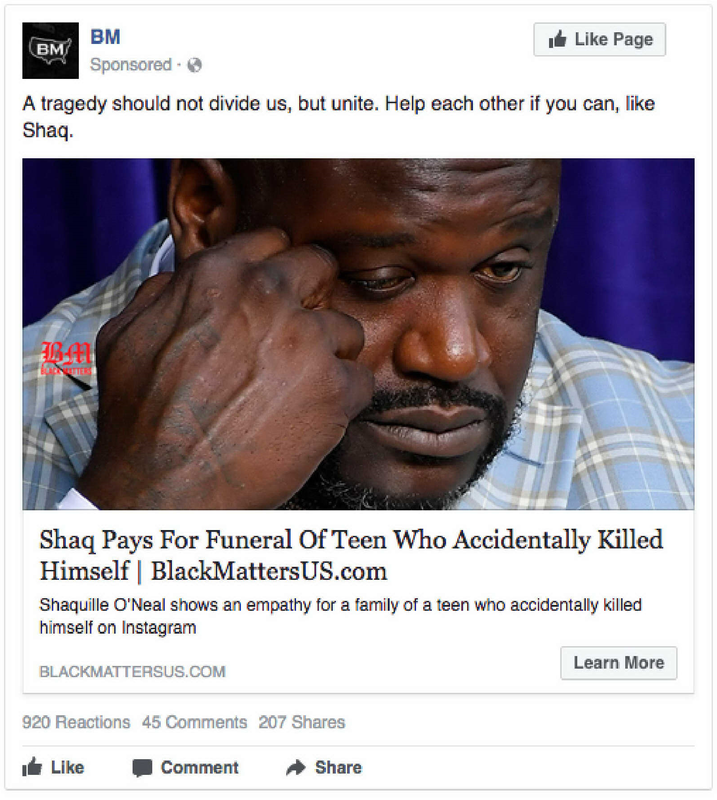 BM
BM
Like Page
Sponsored ·
A tragedy should not divide us, but unite. Help each other if you can, like
Shaq.
BM
BLACK MATTERS
Shaq Pays For Funeral Of Teen Who Accidentally Killed
Himself | BlackMattersUS.com
Shaquille O'Neal shows an empathy for a family of a teen who accidentally killed
himself on Instagram
BLACKMATTERSUS.COM
Learn More
920 Reactions 45 Comments 207 Shares
Like Comment Share